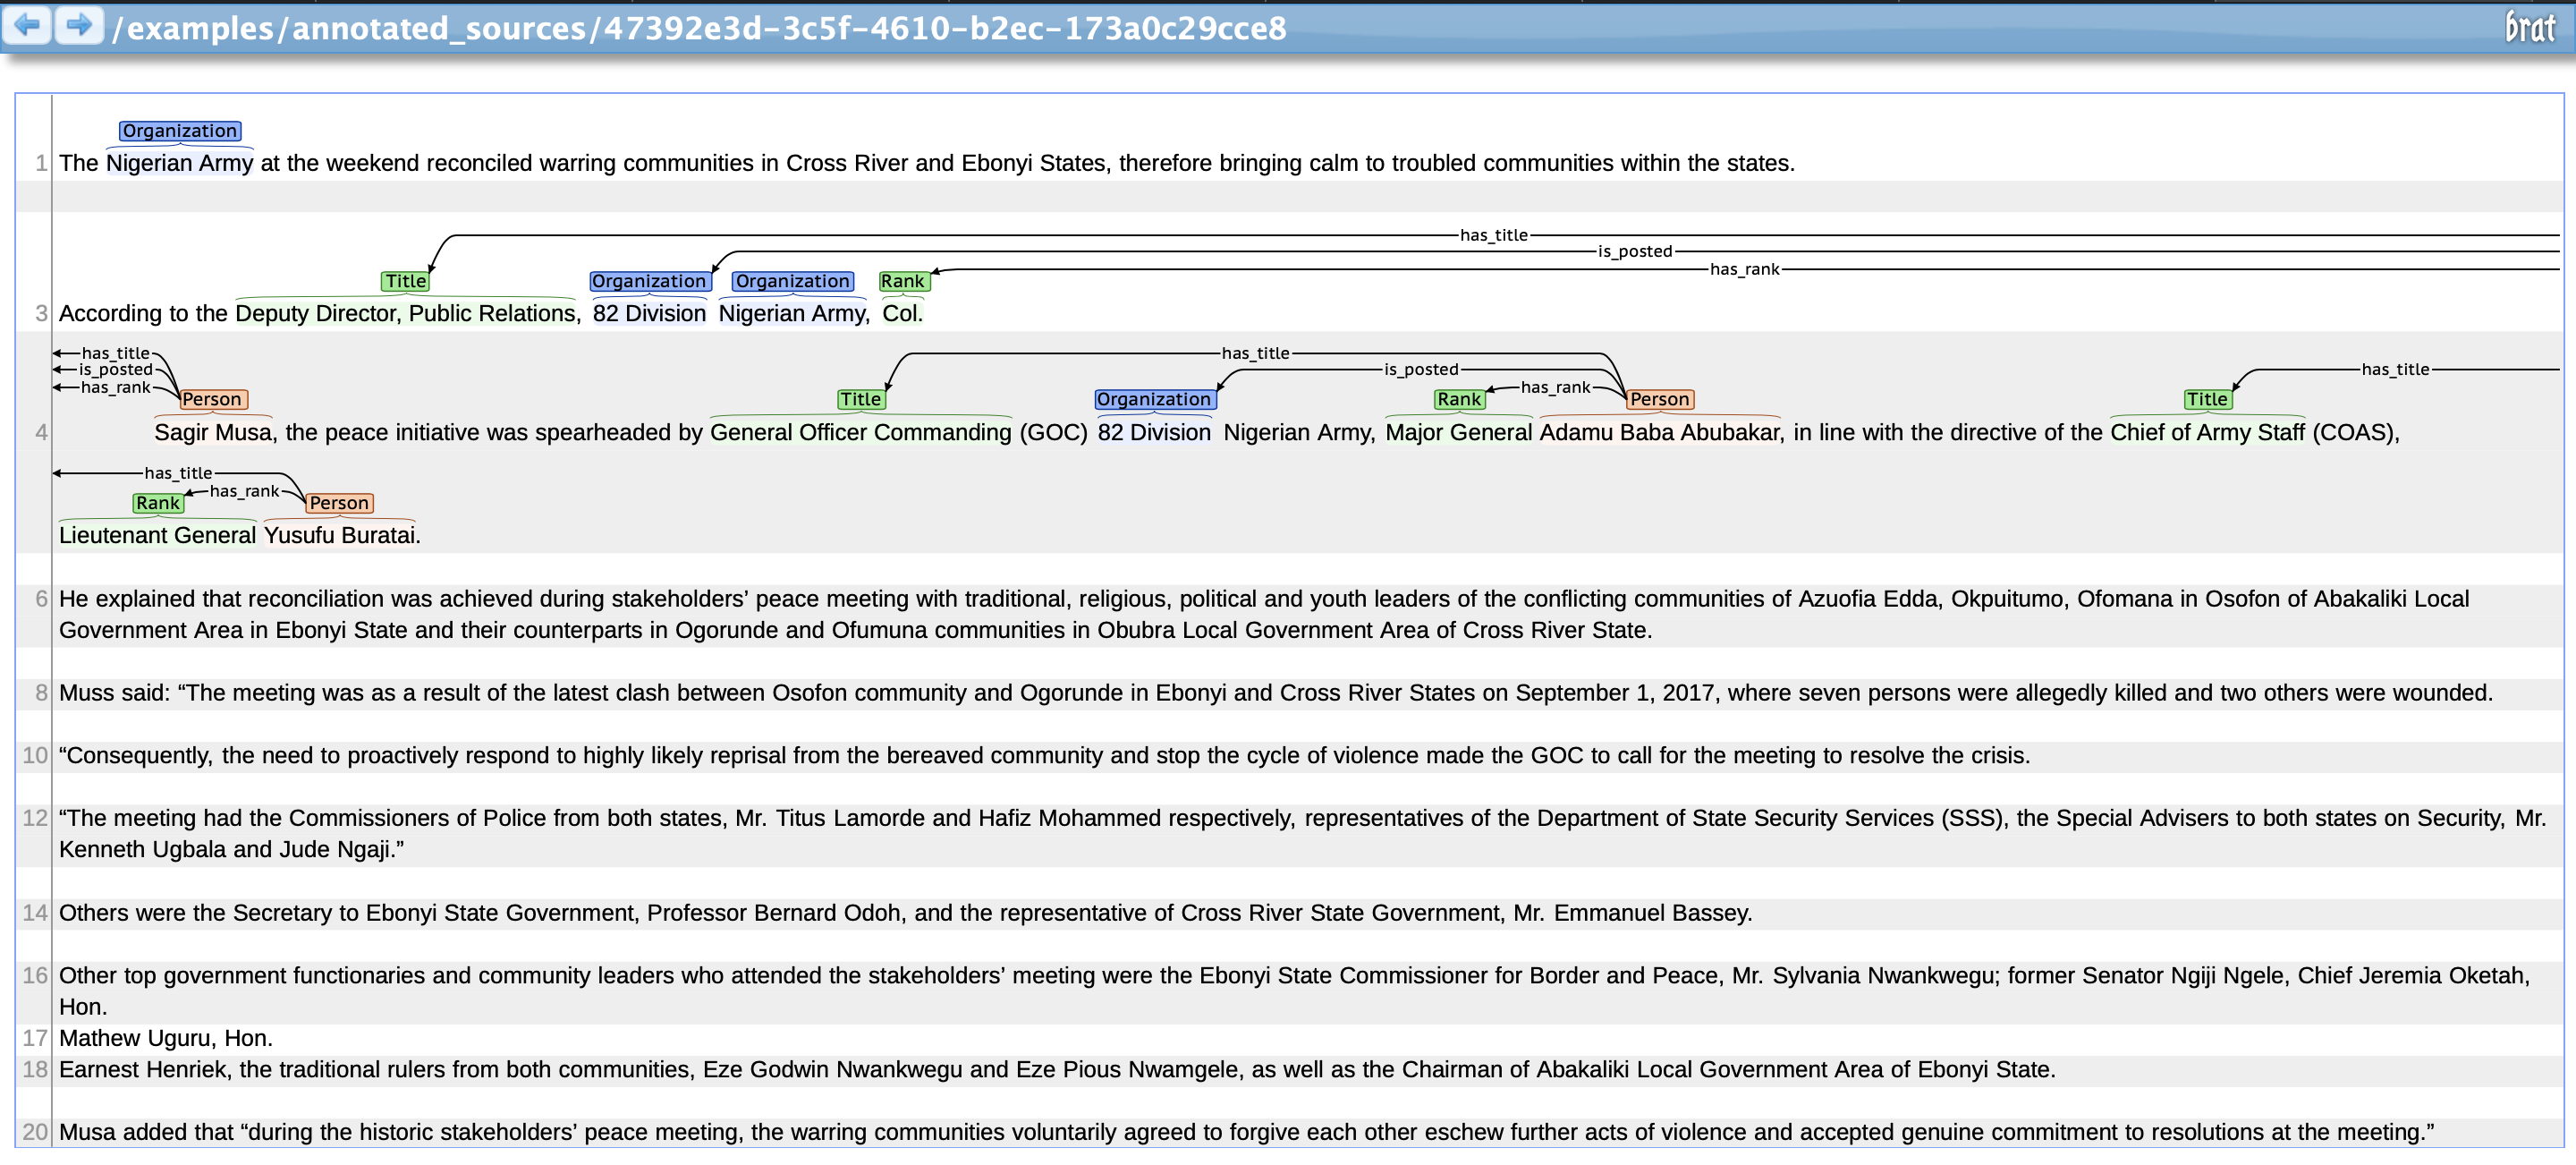 /examples/annotated_sources/47392e3d-3c5f-4610-b2ec-173a0c29cce8 brat
Organization
1 The Nigerian Army at the weekend reconciled warring communities in Cross River and Ebonyi States, therefore bringing calm to troubled communities within the states.
has_title
is_posted
has_rank
Title Organization Organization Rank
3 According to the Deputy Director, Public Relations, 82 Division Nigerian Army, Col.
has_title has_title
is_posted is_posted has_title
has_rank has_rank
Person Title Organization Rank Person Title
4 Sagir Musa, the peace initiative was spearheaded by General Officer Commanding (GOC) 82 Division Nigerian Army, Major General Adamu Baba Abubakar, in line with the directive of the Chief of Army Staff (COAS),
has_title
has_rank
Rank Person
Lieutenant General Yusufu Buratai.
6 He explained that reconciliation was achieved during stakeholders’ peace meeting with traditional, religious, political and youth leaders of the conflicting communities of Azuofia Edda, Okpuitumo, Ofomana in Osofon of Abakaliki Local
Government Area in Ebonyi State and their counterparts in Ogorunde and Ofumuna communities in Obubra Local Government Area of Cross River State.
8 Muss said: “The meeting was as a result of the latest clash between Osofon community and Ogorunde in Ebonyi and Cross River States on September 1, 2017, where seven persons were allegedly killed and two others were wounded.
10 “Consequently, the need to proactively respond to highly likely reprisal from the bereaved community and stop the cycle of violence made the GOC to call for the meeting to resolve the crisis.
12 “The meeting had the Commissioners of Police from both states, Mr. Titus Lamorde and Hafiz Mohammed respectively, representatives of the Department of State Security Services (SSS), the Special Advisers to both states on Security, Mr.
Kenneth Ugbala and Jude Ngaji.”
14 Others were the Secretary to Ebonyi State Government, Professor Bernard Odoh, and the representative of Cross River State Government, Mr. Emmanuel Bassey.
16 Other top government functionaries and community leaders who attended the stakeholders’ meeting were the Ebonyi State Commissioner for Border and Peace, Mr. Sylvania Nwankwegu; former Senator Ngiji Ngele, Chief Jeremia Oketah,
Hon.
17 Mathew Uguru, Hon.
18 Earnest Henriek, the traditional rulers from both communities, Eze Godwin Nwankwegu and Eze Pious Nwamgele, as well as the Chairman of Abakaliki Local Government Area of Ebonyi State.
20 Musa added that “during the historic stakeholders’ peace meeting, the warring communities voluntarily agreed to forgive each other eschew further acts of violence and accepted genuine commitment to resolutions at the meeting.”